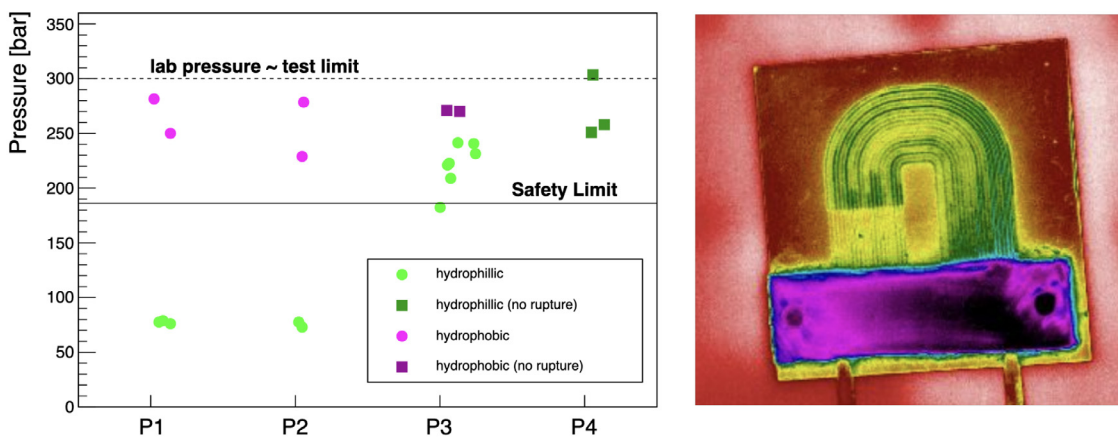 350
lab pressure ~ test limit
300
250
200
Safety Limit
150
100
50
0
Pressure [bar]
hydrophillic
hydrophillic (no rupture)
hydrophobic
hydrophobic (no rupture)
P1 P2 P3 P4